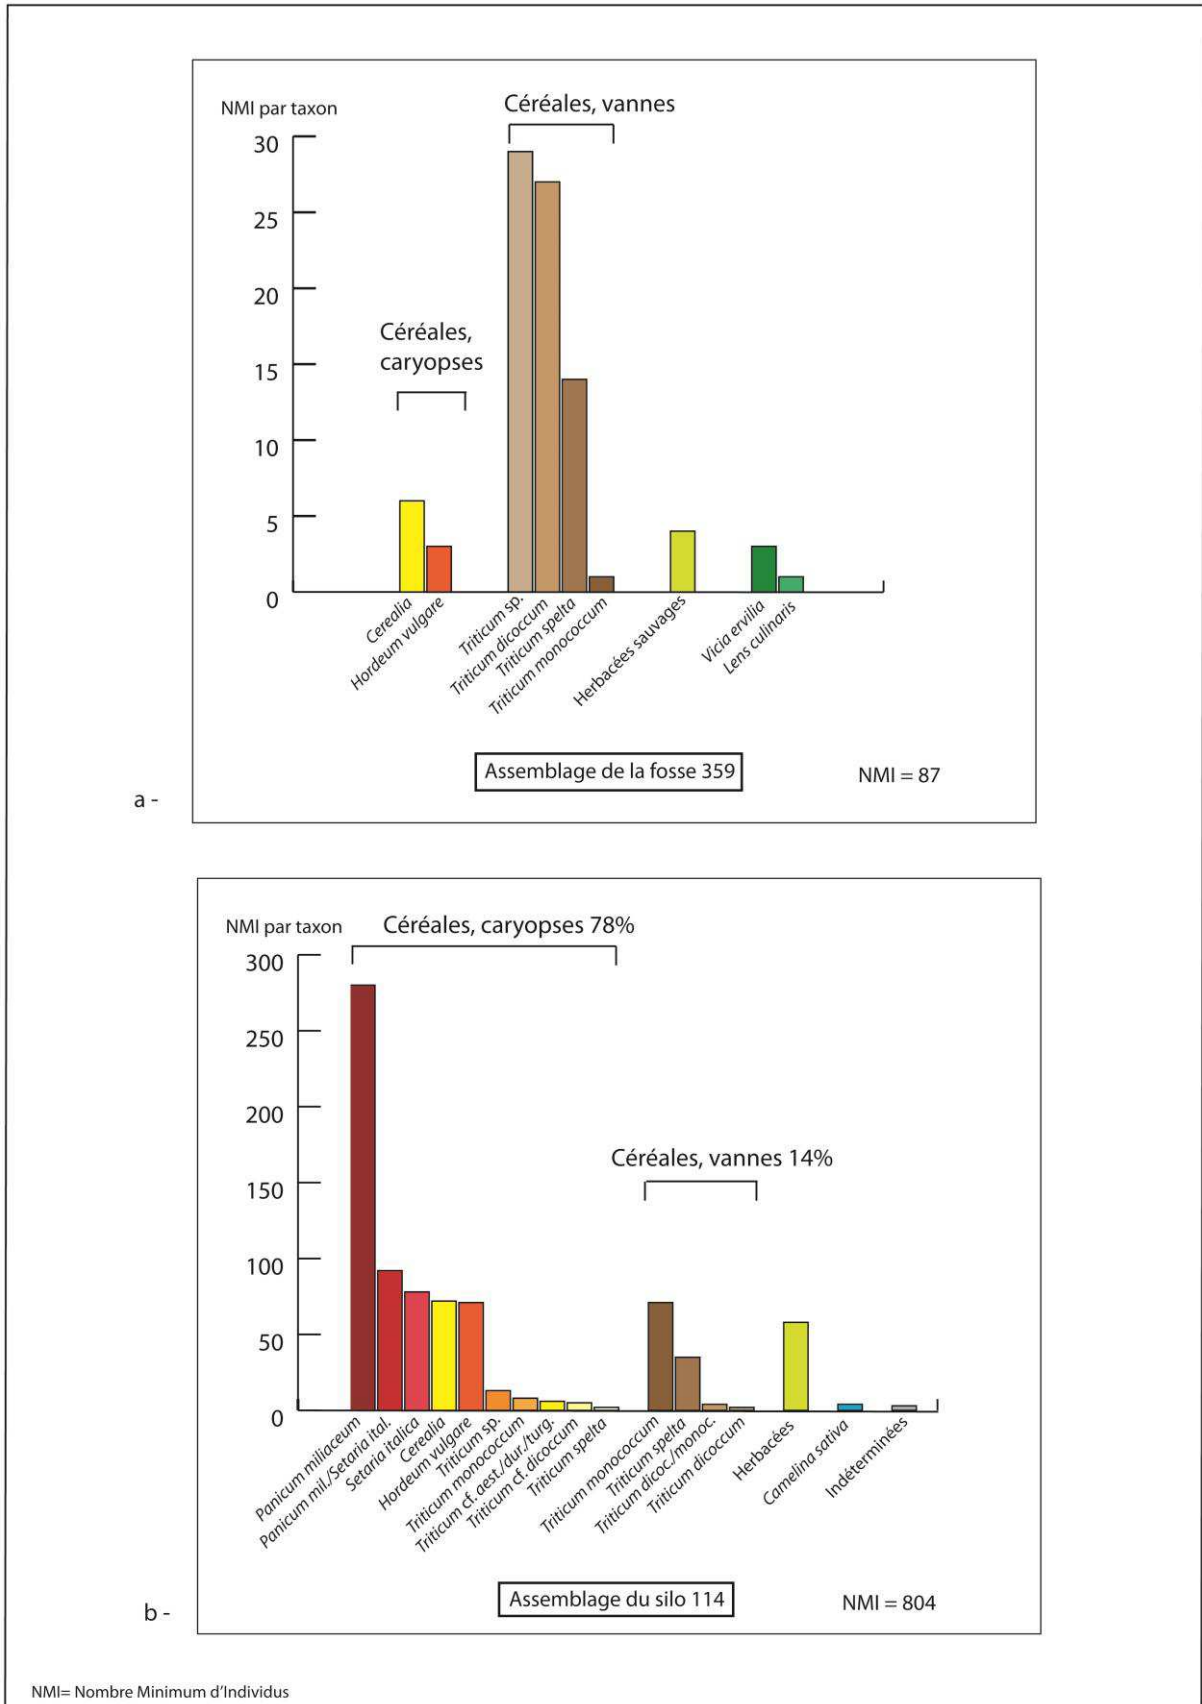 NMI par taxon
Céréales, vannes
30
25
20
15
10
5
0
Céréales,
caryopses
Cerealia
Hordeum vulgare
Triticum sp.
Triticum dicoccum
Triticum spelta
Triticum monococcum
Herbacées sauvages
Vicia ervilia
Lens culinaris
Assemblage de la fosse 359
NMI = 87
a -
NMI par taxon
Céréales, caryopses 78%
300
250
200
150
100
50
0
Céréales, vannes 14%
Panicum miliaceum
Panicum mil./Setaria ital.
Setaria italica
Cerealia
Hordeum vulgare
Triticum sp.
Triticum monococcum
Triticum cf. aest./dur./turg.
Triticum cf. dicoccum
Triticum spelta
Triticum monococcum
Triticum spelta
Triticum dicoc./monoc.
Triticum dicoccum
Herbacées
Camelina sativa
Indéterminées
Assemblage du silo 114
NMI = 804
b -
NMI= Nombre Minimum d'Individus